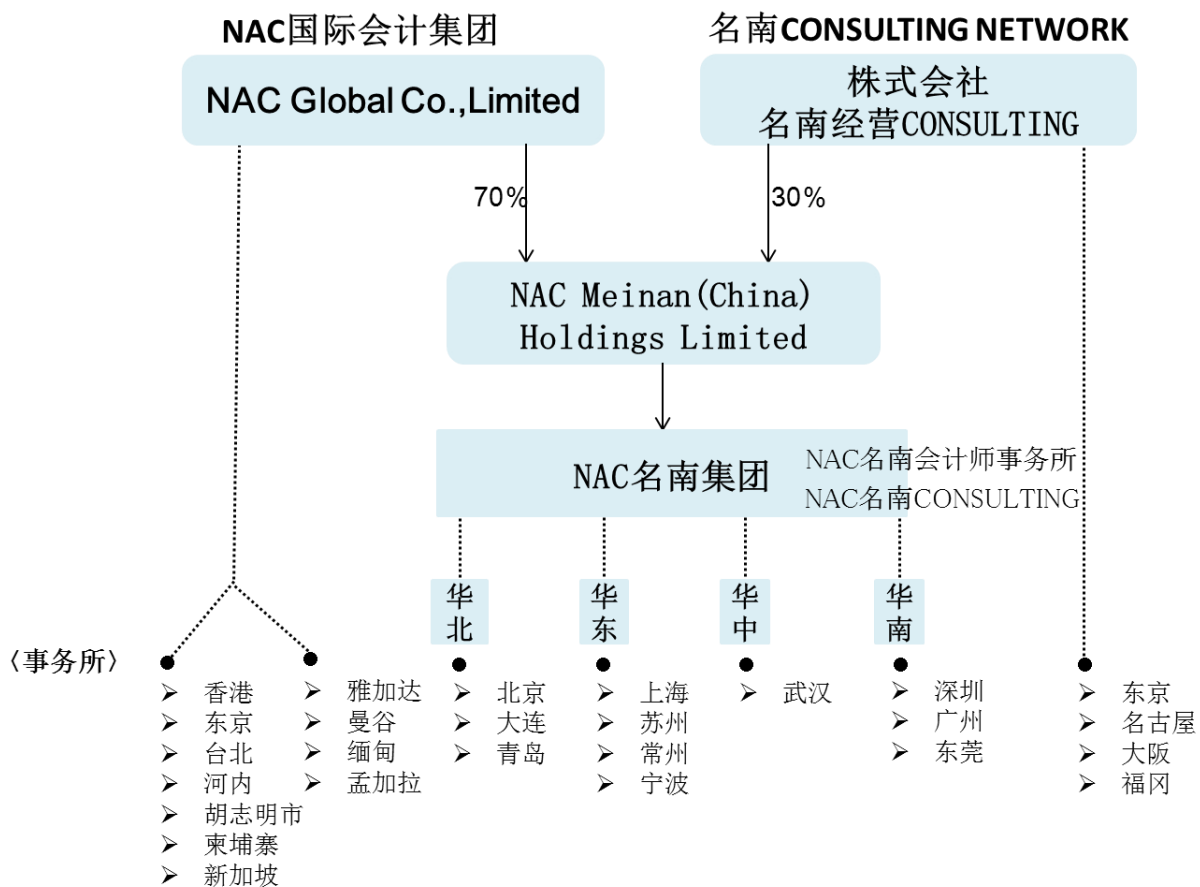 NAC国际会计集团
名南CONSULTING NETWORK
NAC Global Co.,Limited
株式会社
名南经营CONSULTING
70%
30%
NAC Meinan(China)
Holdings Limited
NAC名南集团
NAC名南会计师事务所
NAC名南CONSULTING
华北
华东
华中
华南
〈事务所〉
香港
东京
台北
河内
胡志明市
柬埔寨
新加坡
雅加达
曼谷
缅甸
孟加拉
北京
大连
青岛
上海
苏州
常州
宁波
武汉
深圳
广州
东莞
东京
名古屋
大阪
福冈